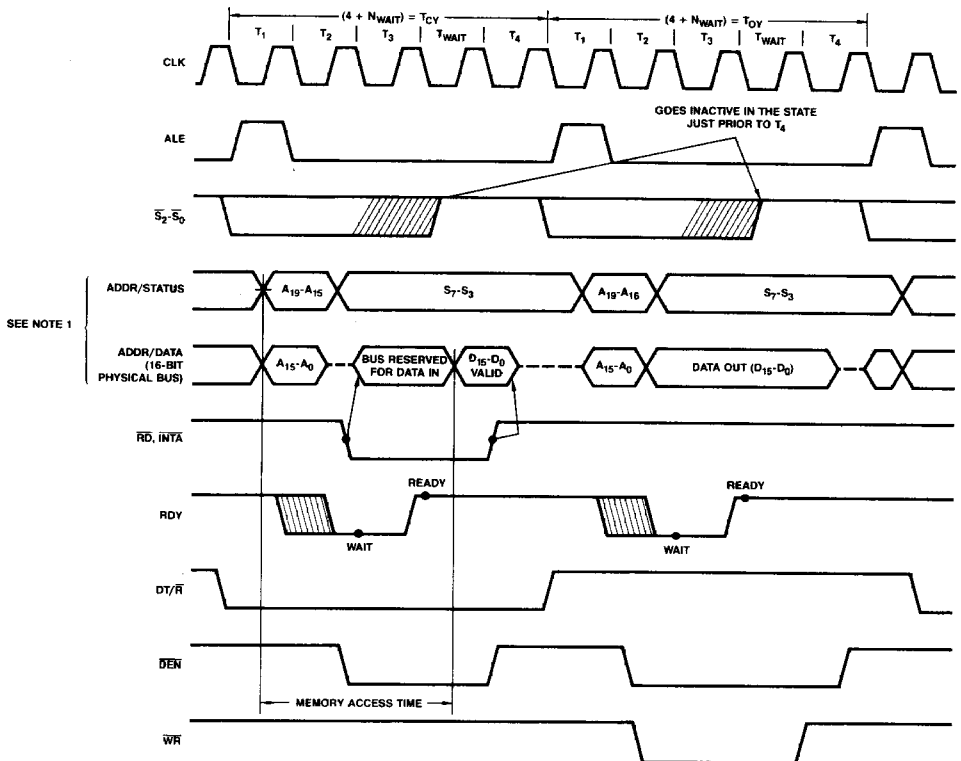 (4 + NWAIT) = TCY
(4 + NWAIT) = TOY
T1 T2 T3 TWAIT T4 T1 T2 T3 TWAIT T4
CLK
GOES INACTIVE IN THE STATE
JUST PRIOR TO T4
ALE
S2-S0
SEE NOTE 1
ADDR/STATUS
A19-A15
S7-S3
A19-A16
S7-S3
ADDR/DATA
(16-BIT
PHYSICAL BUS)
A15-A0
BUS RESERVED
FOR DATA IN
D15-D0
VALID
A15-A0
DATA OUT (D15-D0)
RD, INTA
READY
READY
RDY
WAIT
WAIT
DT/R
DEN
MEMORY ACCESS TIME
WR